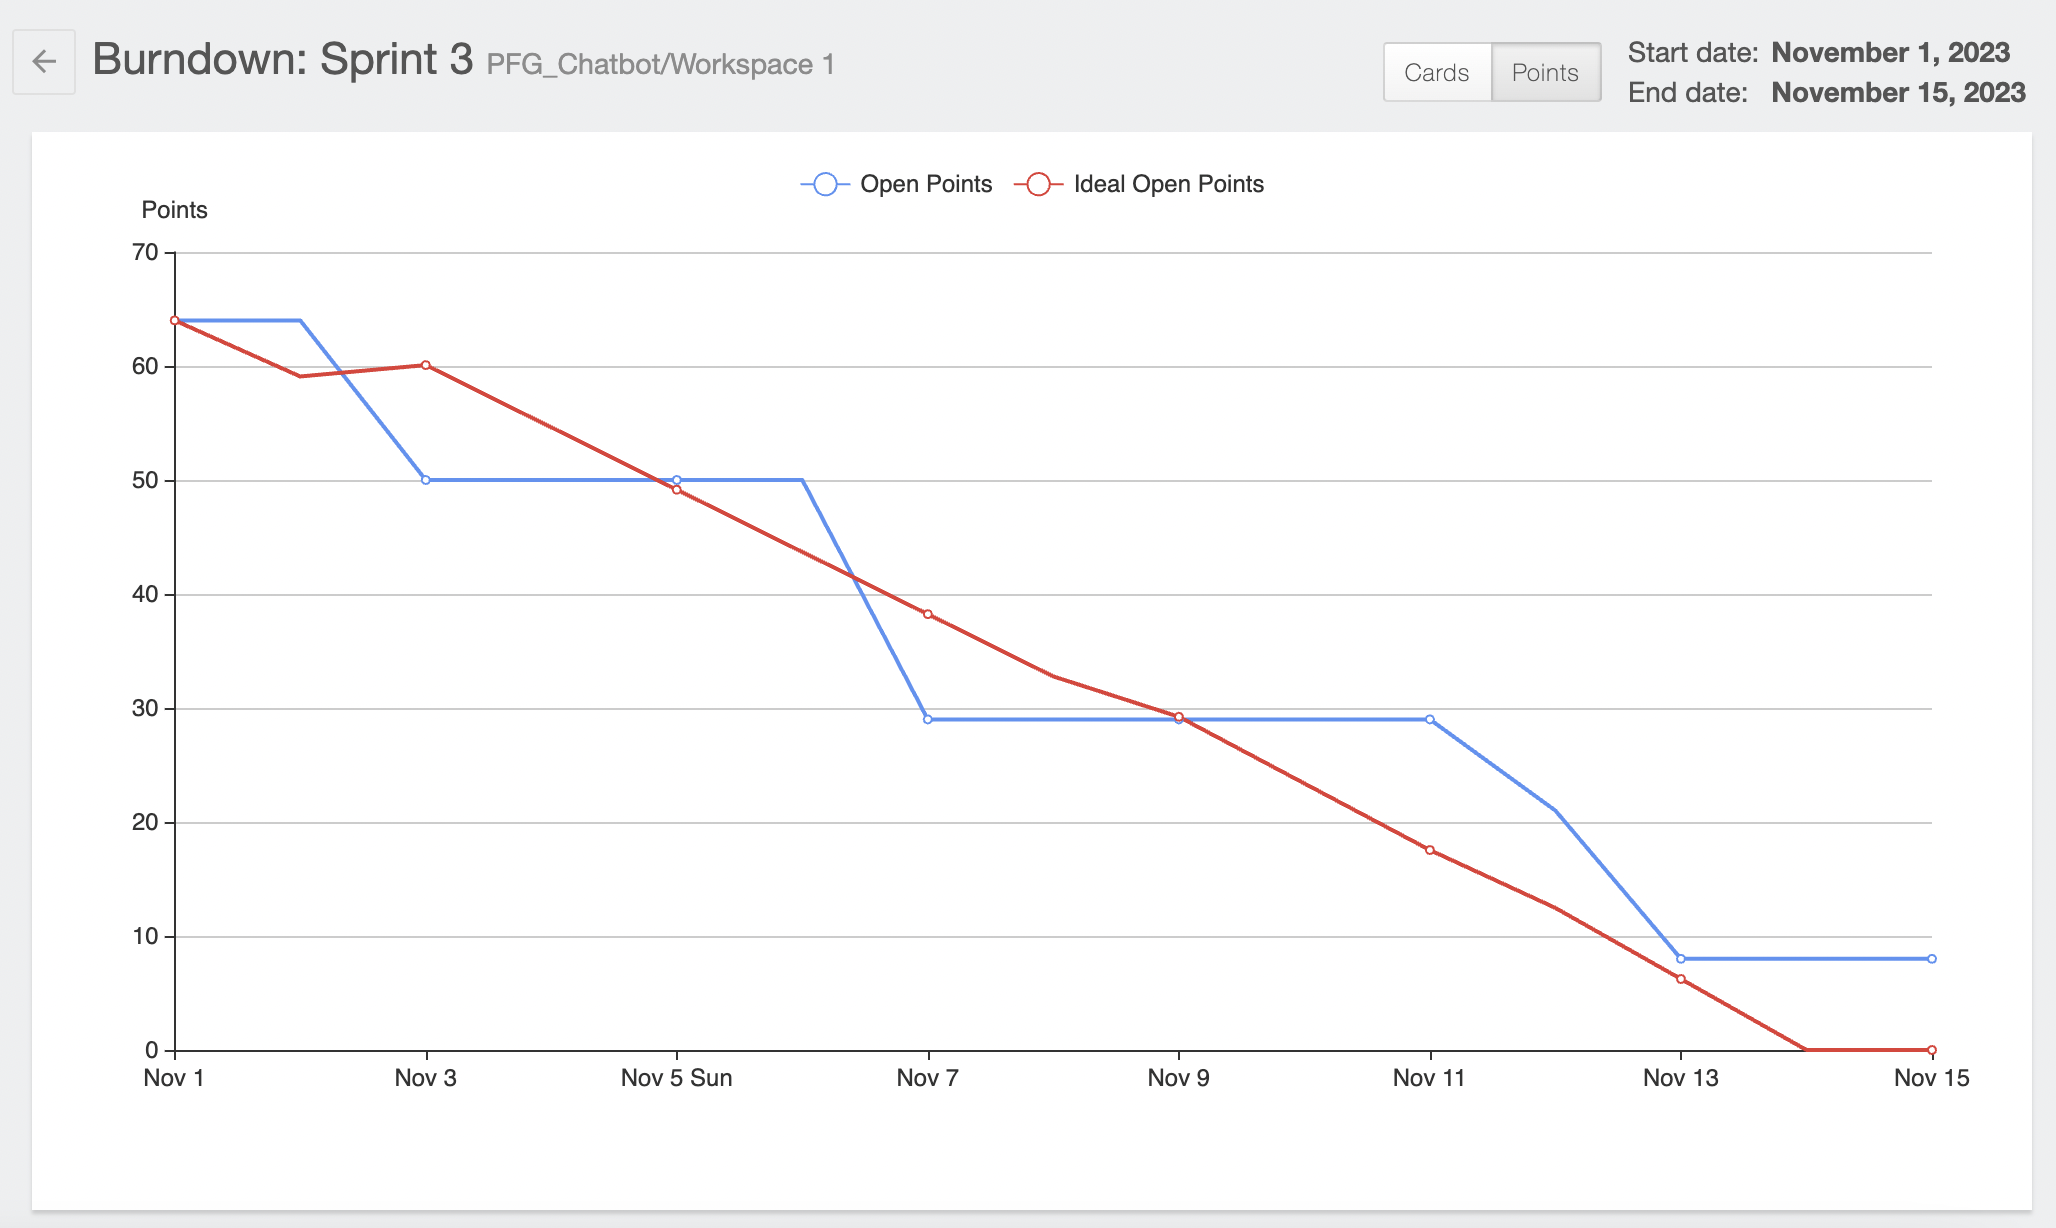 Burndown: Sprint 3 PFG_Chatbot/Workspace 1
Cards Points
Start date: November 1, 2023
End date: November 15, 2023
Open Points Ideal Open Points
Points
70
60
50
40
30
20
10
0
Nov 1 Nov 3 Nov 5 Sun Nov 7 Nov 9 Nov 11 Nov 13 Nov 15